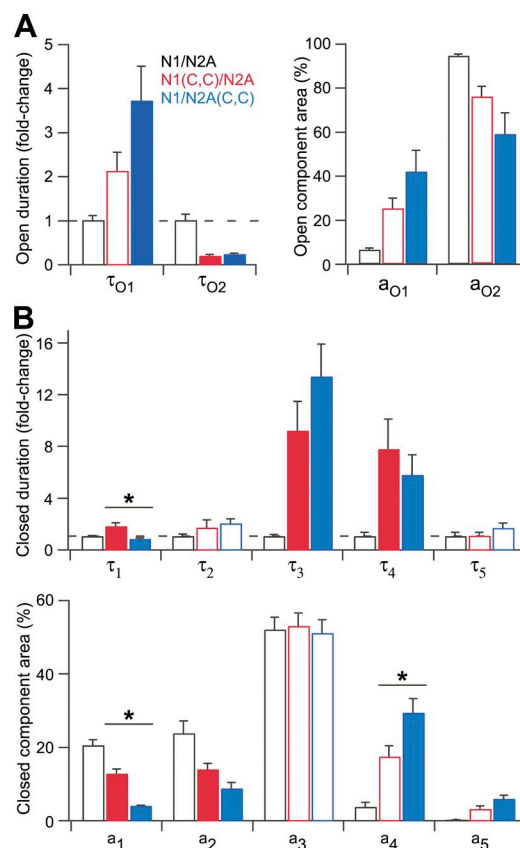 A
Open duration (fold-change)
5
4
3
2
1
0
N1/N2A
N1(C,C)/N2A
N1/N2A(C,C)
τO1 τO2
Open component area (%)
100
80
60
40
20
0
aO1 aO2
B
Closed duration (fold-change)
16
12
8
4
0
*
τ1 τ2 τ3 τ4 τ5
Closed component area (%)
60
40
20
0
* *
a1 a2 a3 a4 a5